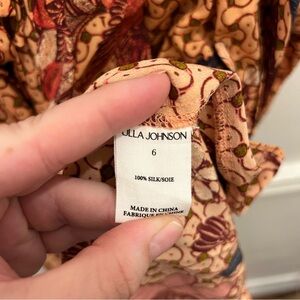 ULLA JOHNSON
6
100% SILK/SOIE
MADE IN CHINA
FABRIQUÉ EN CHINE